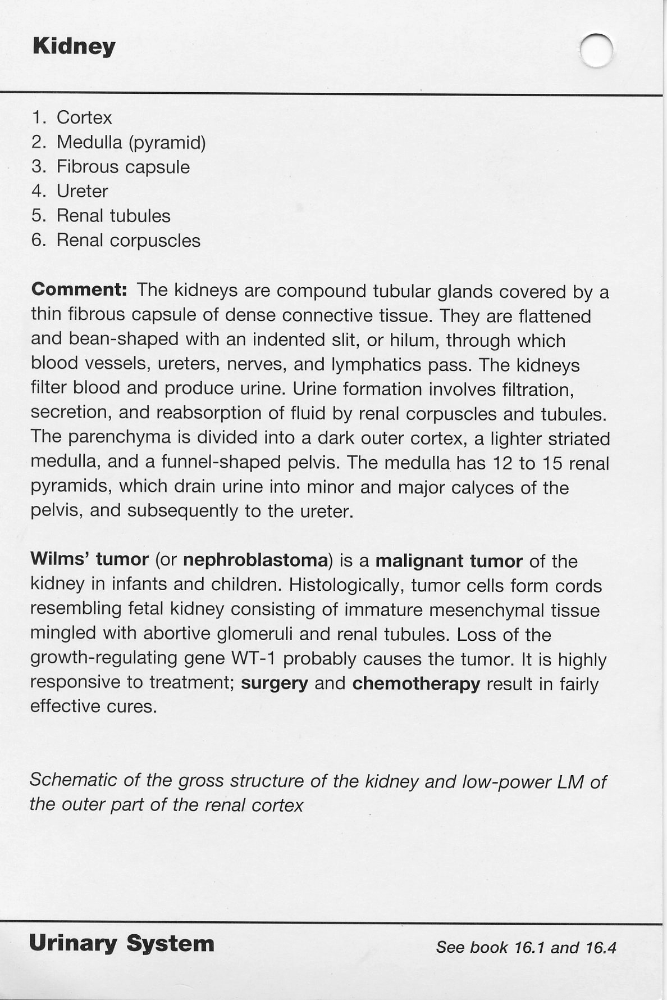 Kidney
1. Cortex
2. Medulla (pyramid)
3. Fibrous capsule
4. Ureter
5. Renal tubules
6. Renal corpuscles
Comment: The kidneys are compound tubular glands covered by a
thin fibrous capsule of dense connective tissue. They are flattened
and bean-shaped with an indented slit, or hilum, through which
blood vessels, ureters, nerves, and lymphatics pass. The kidneys
filter blood and produce urine. Urine formation involves filtration,
secretion, and reabsorption of fluid by renal corpuscles and tubules.
The parenchyma is divided into a dark outer cortex, a lighter striated
medulla, and a funnel-shaped pelvis. The medulla has 12 to 15 renal
pyramids, which drain urine into minor and major calyces of the
pelvis, and subsequently to the ureter.
Wilms’ tumor (or nephroblastoma) is a malignant tumor of the
kidney in infants and children. Histologically, tumor cells form cords
resembling fetal kidney consisting of immature mesenchymal tissue
mingled with abortive glomeruli and renal tubules. Loss of the
growth-regulating gene WT-1 probably causes the tumor. It is highly
responsive to treatment; surgery and chemotherapy result in fairly
effective cures.
Schematic of the gross structure of the kidney and low-power LM of
the outer part of the renal cortex
Urinary System
See book 16.1 and 16.4